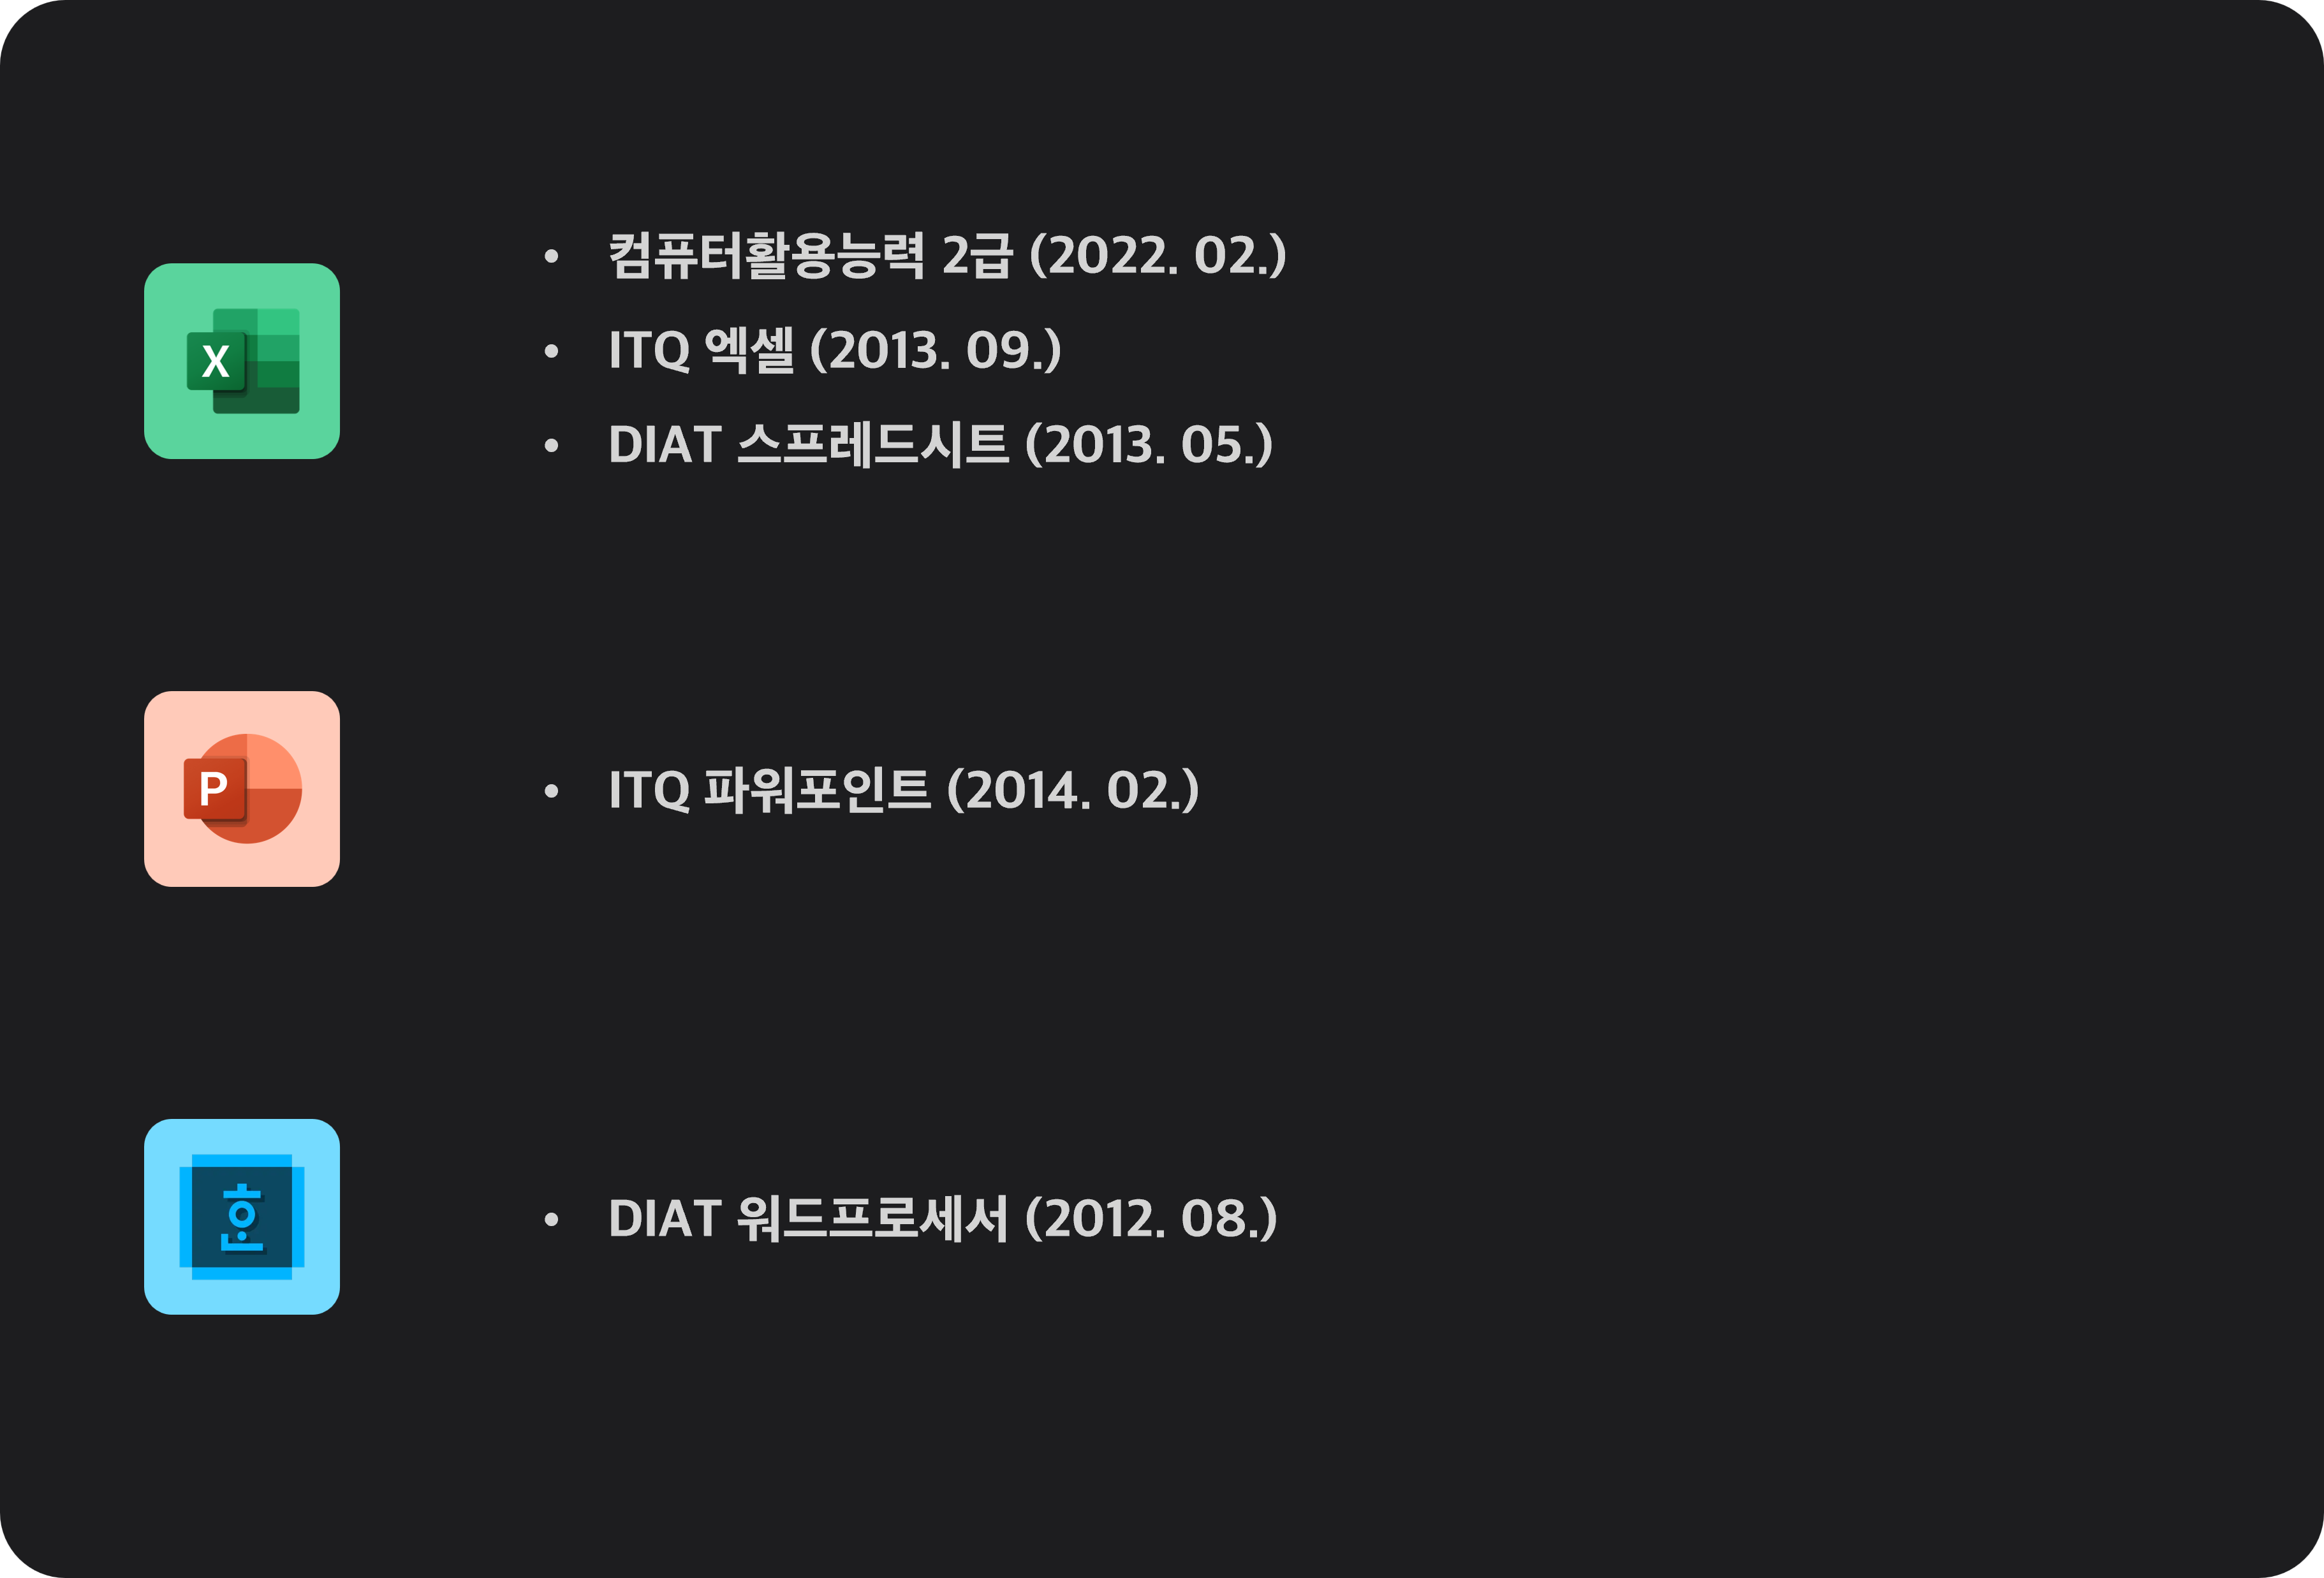 컴퓨터활용능력 2급 (2022. 02.)
X
ITQ 엑셀 (2013. 09.)
DIAT 스프레드시트 (2013. 05.)
P
ITQ 파워포인트 (2014. 02.)
한
DIAT 워드프로세서 (2012. 08.)